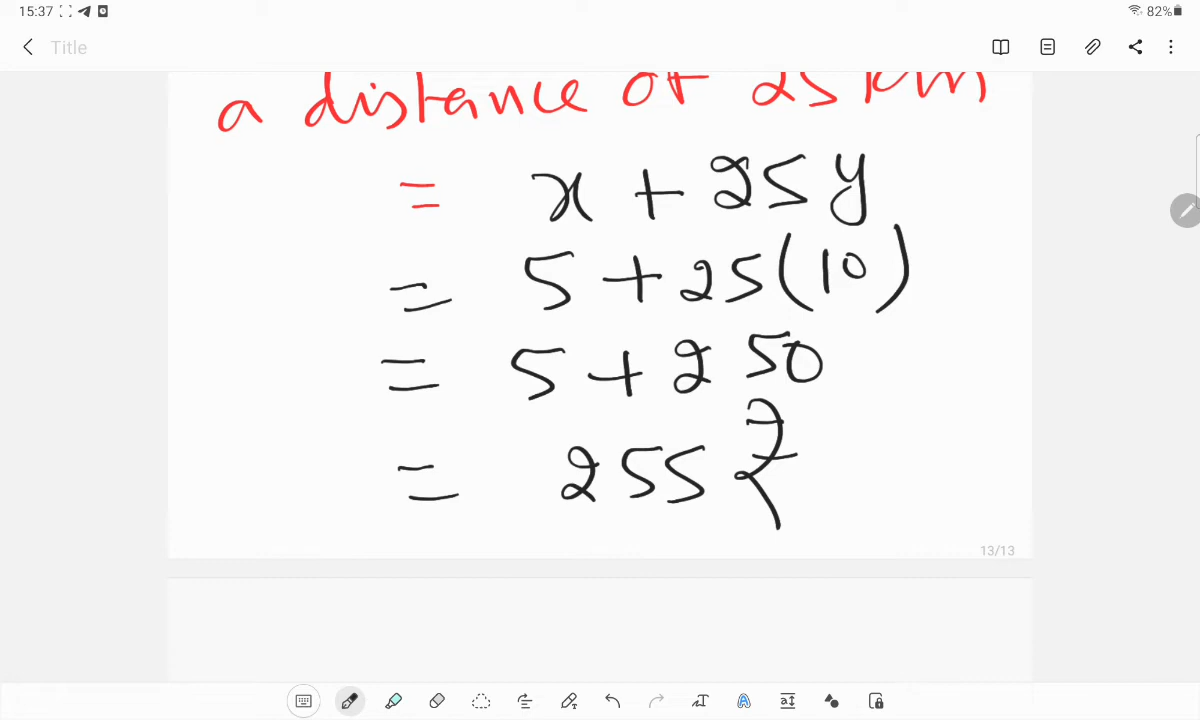 15:37 82%
Title
a distance of 25 km
= x + 25y
= 5 + 25(10)
= 5 + 250
= 255 ₹
13/13